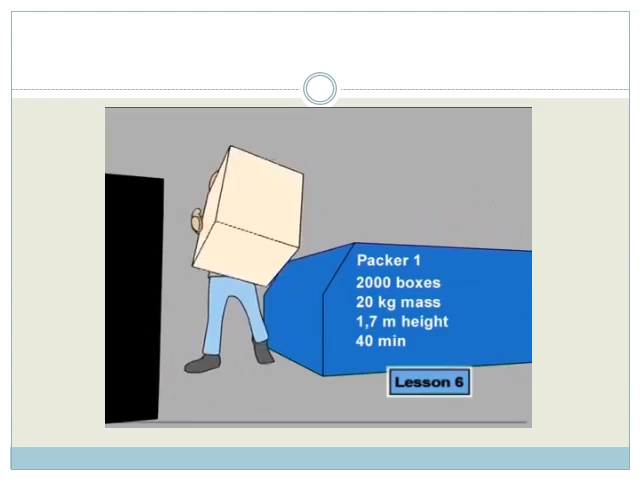 Packer 1
2000 boxes
20 kg mass
1,7 m height
40 min
Lesson 6